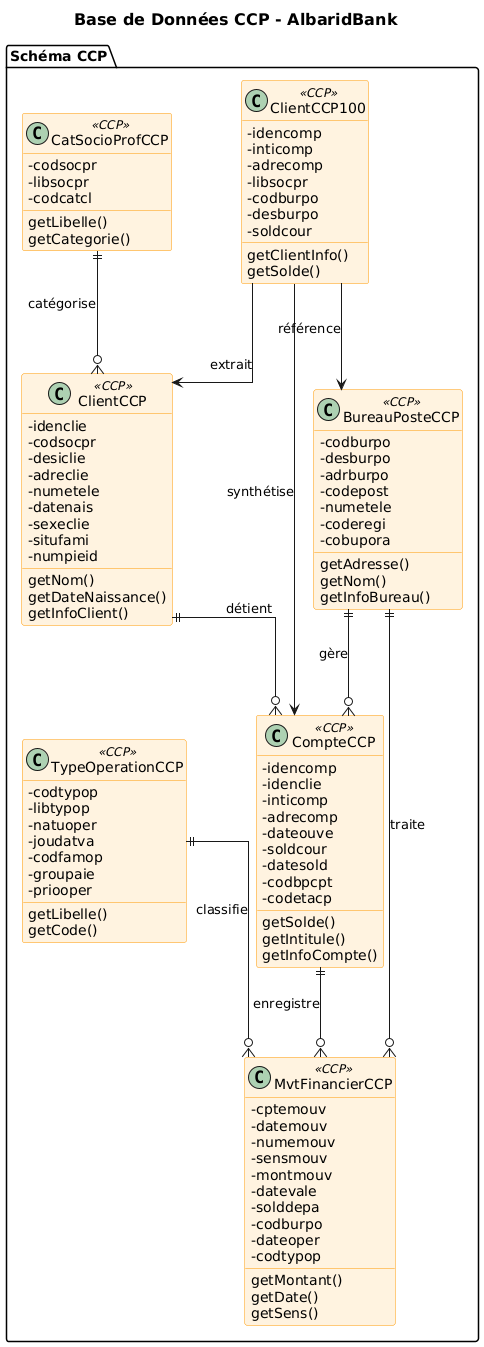 Base de Données CCP - AlbaridBank
Schéma CCP
C
«CCP»
CatSocioProfCCP
-codsocpr
-libsocpr
-codcatcl
getLibelle()
getCategorie()
C
«CCP»
ClientCCP100
-idencomp
-inticomp
-adrecomp
-libsocpr
-codburpo
-desburpo
-soldcour
getClientInfo()
getSolde()
catégorise
référence
extrait
C
«CCP»
ClientCCP
-idenclie
-codsocpr
-desiclie
-adreclie
-numetele
-datenais
-sexeclie
-situfami
-numpieid
getNom()
getDateNaissance()
getInfoClient()
synthétise
C
«CCP»
BureauPosteCCP
-codburpo
-desburpo
-adrburpo
-codepost
-numetele
-coderegi
-cobupora
getAdresse()
getNom()
getInfoBureau()
détient
gère
C
«CCP»
TypeOperationCCP
-codtypop
-libtypop
-natuoper
-joudatva
-codfamop
-groupaie
-priooper
getLibelle()
getCode()
C
«CCP»
CompteCCP
-idencomp
-idenclie
-inticomp
-adrecomp
-dateouve
-soldcour
-datesold
-codbpcpt
-codetacp
getSolde()
getIntitule()
getInfoCompte()
traite
classifie
enregistre
C
«CCP»
MvtFinancierCCP
-cptemouv
-datemouv
-numemouv
-sensmouv
-montmouv
-datevale
-solddepa
-codburpo
-dateoper
-codtypop
getMontant()
getDate()
getSens()